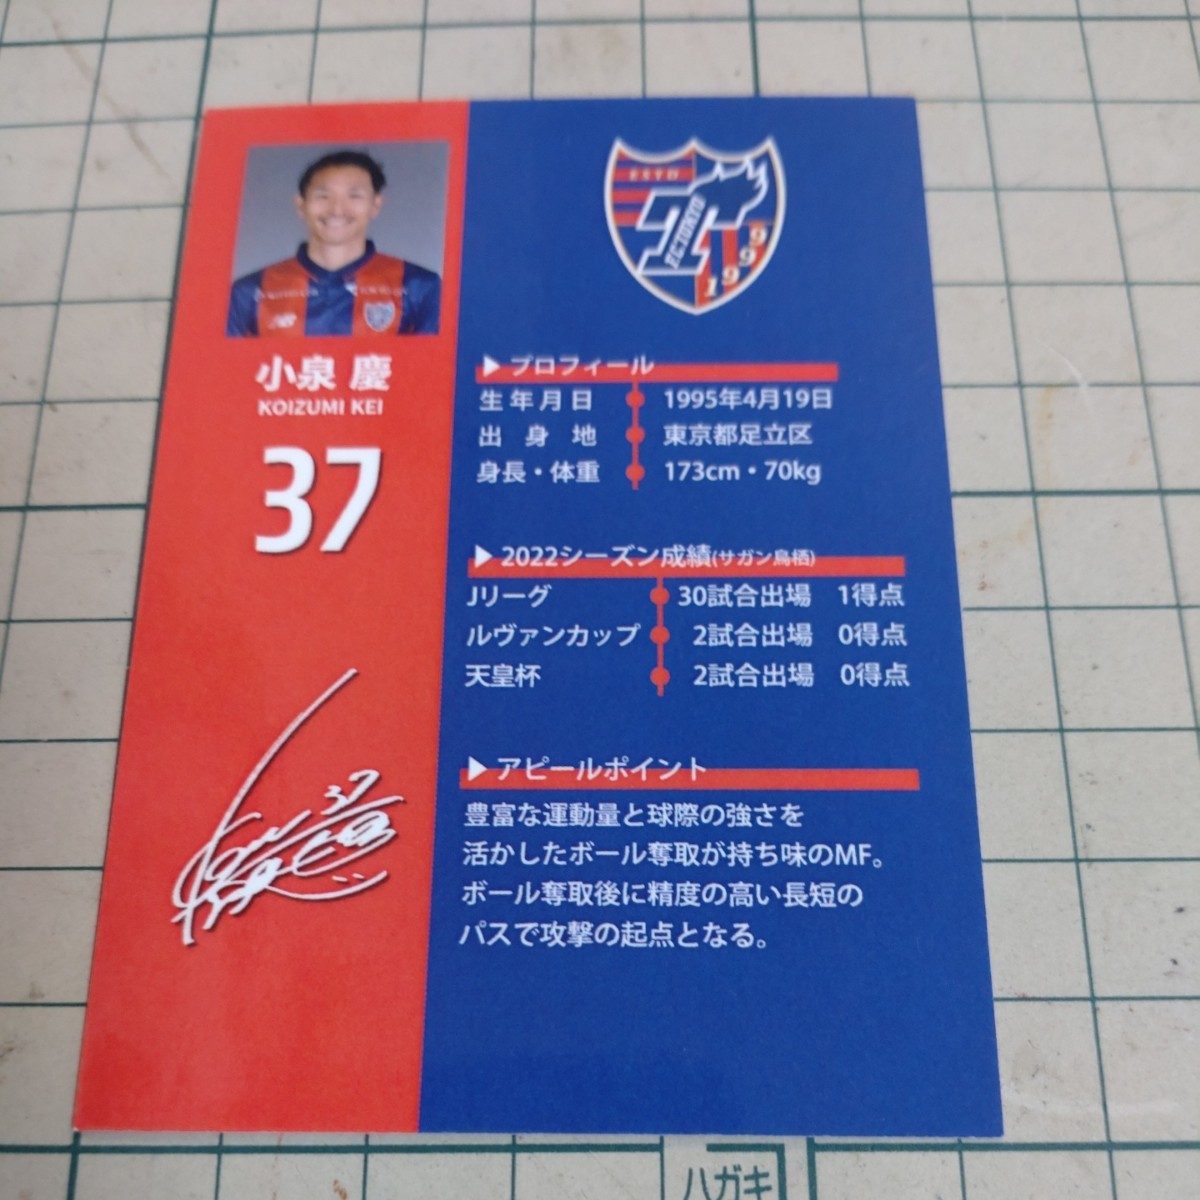 小泉 慶
KOIZUMI KEI
37
37
ESTD
FC TOKYO
1999
▶プロフィール
生年月日 1995年4月19日
出身地 東京都足立区
身長・体重 173cm・70kg
▶2022シーズン成績(サガン鳥栖)
Jリーグ 30試合出場 1得点
ルヴァンカップ 2試合出場 0得点
天皇杯 2試合出場 0得点
▶アピールポイント
豊富な運動量と球際の強さを
活かしたボール奪取が持ち味のMF。
ボール奪取後に精度の高い長短の
パスで攻撃の起点となる。
ハガキ